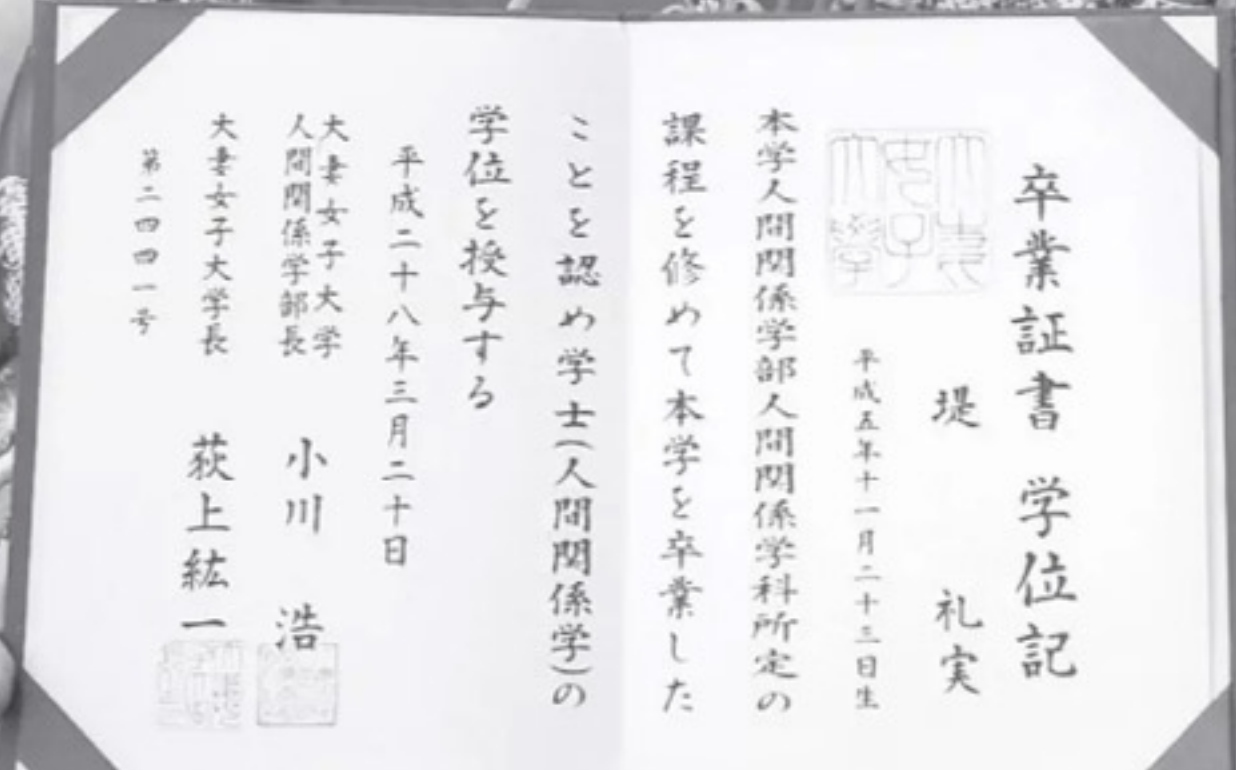 卒業証書 学位記
堤 礼実
平成五年十一月二十三日生
本学人間関係学部人間関係学科所定の
課程を修めて本学を卒業した
ことを認め学士(人間関係学)の
学位を授与する
平成二十八年三月二十日
大妻女子大学
人間関係学部長 小川 浩
大妻女子大学長 荻上紘一
第二四四一号
大妻女子大學